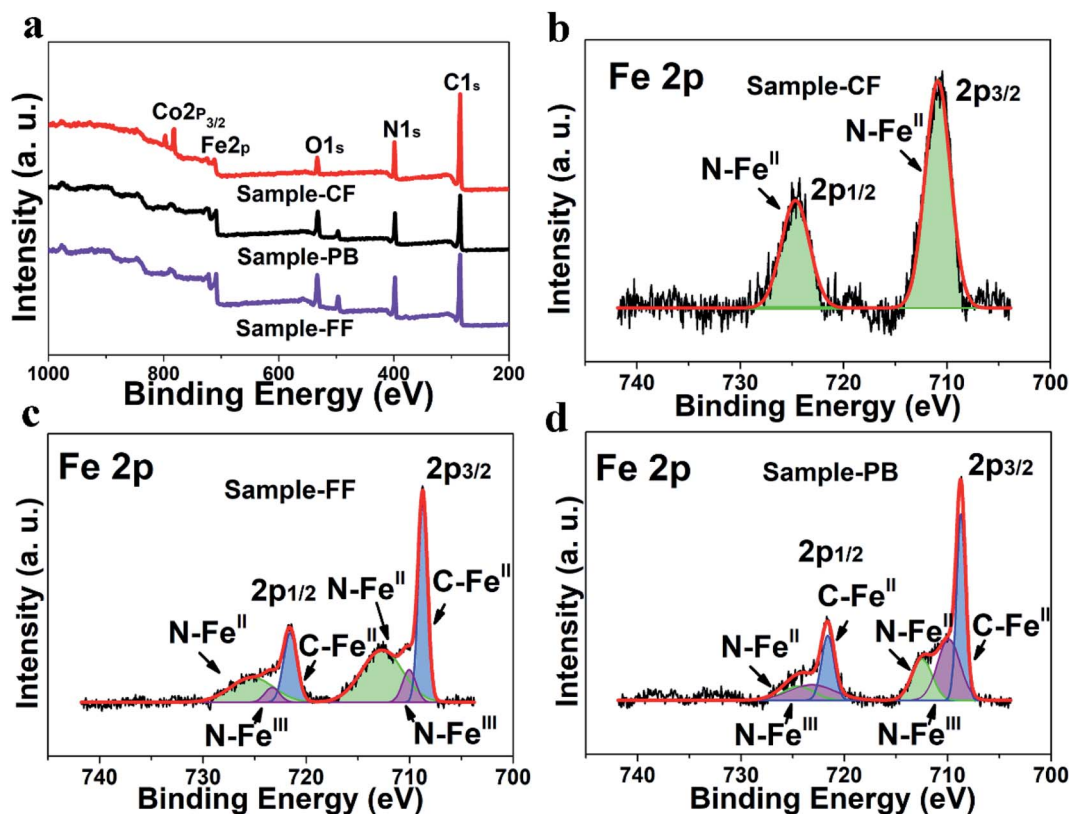 a
C1s
Co2P3/2
Fe2p
O1s
N1s
Sample-CF
Sample-PB
Sample-FF
Intensity (a. u.)
1000 800 600 400 200
Binding Energy (eV)
b
Fe 2p
Sample-CF
2p3/2
N-FeII
N-FeII
2p1/2
Intensity (a. u.)
740 730 720 710 700
Binding Energy (eV)
c
Fe 2p
Sample-FF
2p3/2
2p1/2
N-FeII
C-FeII
N-FeII
C-FeII
N-FeIII
N-FeIII
Intensity (a. u.)
740 730 720 710 700
Binding Energy (eV)
d
Fe 2p
Sample-PB
2p3/2
2p1/2
C-FeII
N-FeII
N-FeII
C-FeII
N-FeIII
N-FeIII
Intensity (a. u.)
740 730 720 710 700
Binding Energy (eV)